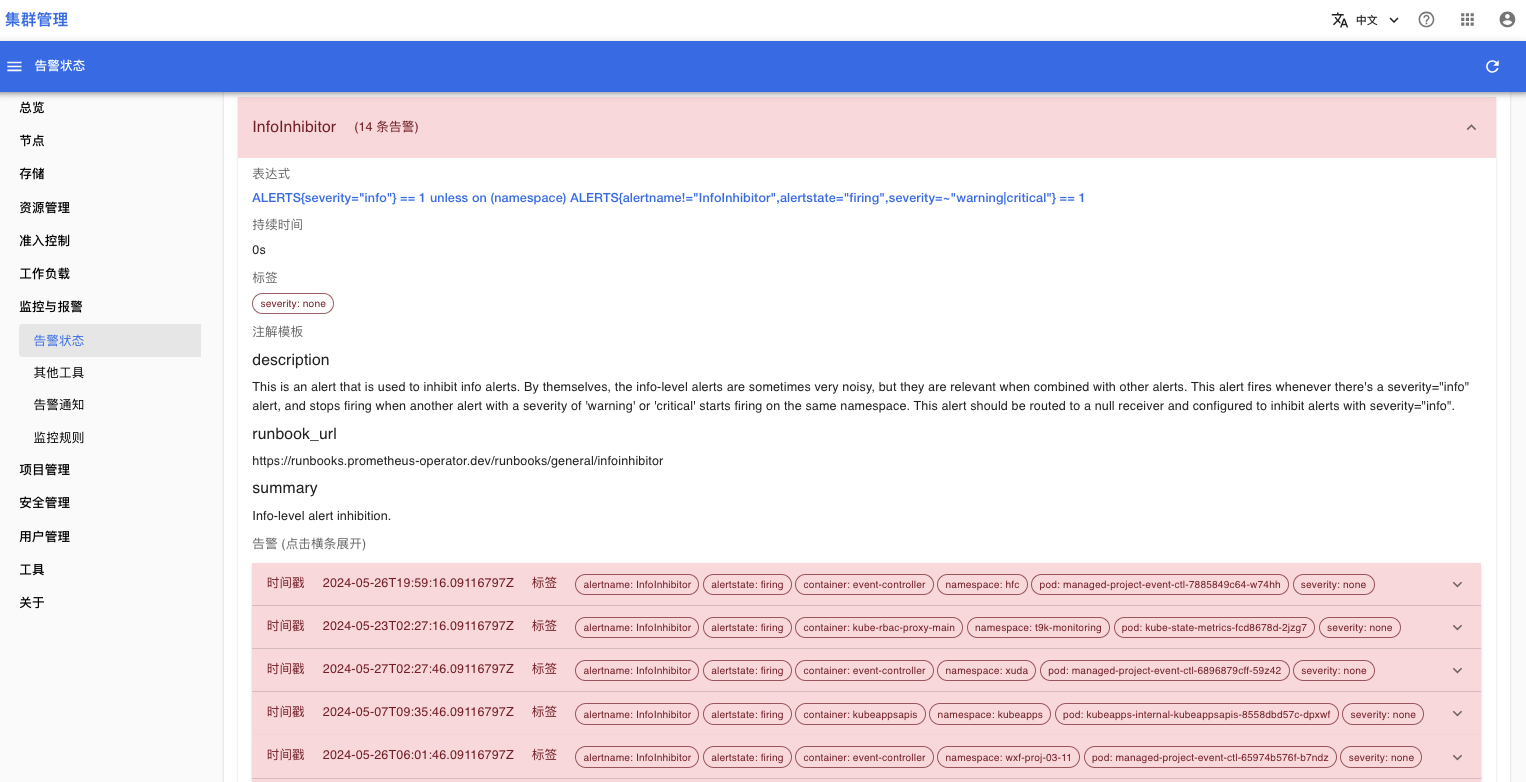 集群管理
中文
告警状态
总览
节点
存储
资源管理
准入控制
工作负载
监控与报警
告警状态
其他工具
告警通知
监控规则
项目管理
安全管理
用户管理
工具
关于
InfoInhibitor (14 条告警)
表达式
ALERTS{severity="info"} == 1 unless on (namespace) ALERTS{alertname!="InfoInhibitor",alertstate="firing",severity=~"warning|critical"} == 1
持续时间
0s
标签
severity: none
注解模板
description
This is an alert that is used to inhibit info alerts. By themselves, the info-level alerts are sometimes very noisy, but they are relevant when combined with other alerts. This alert fires whenever there's a severity="info"
alert, and stops firing when another alert with a severity of 'warning' or 'critical' starts firing on the same namespace. This alert should be routed to a null receiver and configured to inhibit alerts with severity="info".
runbook_url
https://runbooks.prometheus-operator.dev/runbooks/general/infoinhibitor
summary
Info-level alert inhibition.
告警 (点击横条展开)
时间戳 2024-05-26T19:59:16.09116797Z 标签 alertname: InfoInhibitor alertstate: firing container: event-controller namespace: hfc pod: managed-project-event-ctl-7885849c64-w74hh severity: none
时间戳 2024-05-23T02:27:16.09116797Z 标签 alertname: InfoInhibitor alertstate: firing container: kube-rbac-proxy-main namespace: t9k-monitoring pod: kube-state-metrics-fcd8678d-2jzg7 severity: none
时间戳 2024-05-27T02:27:46.09116797Z 标签 alertname: InfoInhibitor alertstate: firing container: event-controller namespace: xuda pod: managed-project-event-ctl-6896879cff-59z42 severity: none
时间戳 2024-05-07T09:35:46.09116797Z 标签 alertname: InfoInhibitor alertstate: firing container: kubeappsapis namespace: kubeapps pod: kubeapps-internal-kubeappsapis-8558dbd57c-dpxwf severity: none
时间戳 2024-05-26T06:01:46.09116797Z 标签 alertname: InfoInhibitor alertstate: firing container: event-controller namespace: wxf-proj-03-11 pod: managed-project-event-ctl-65974b576f-b7ndz severity: none